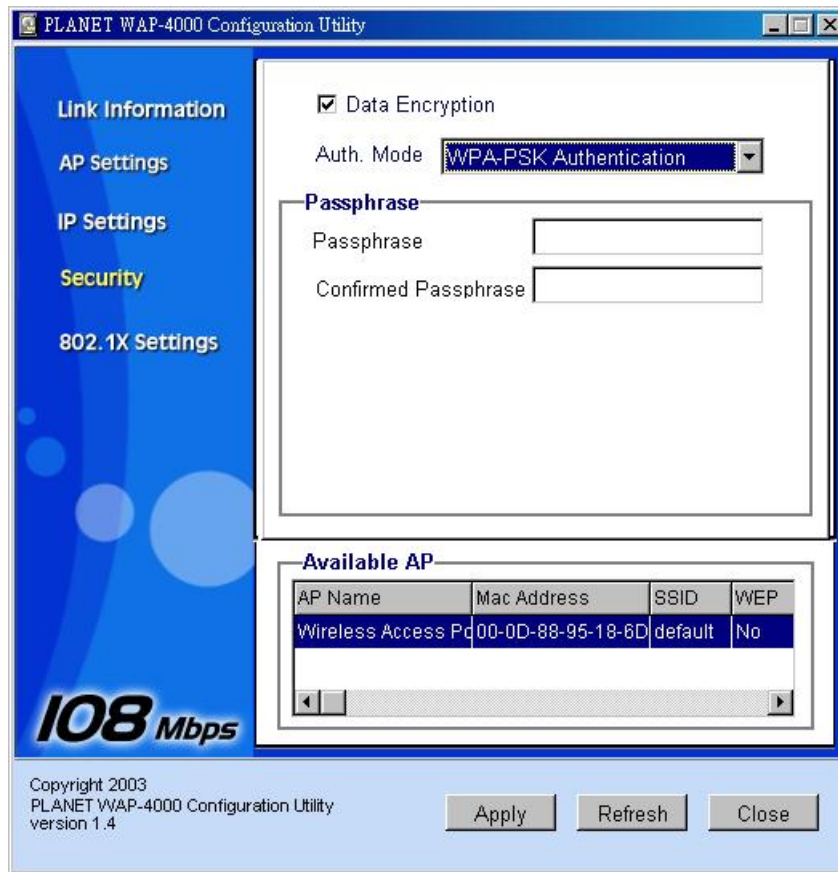 PLANET WAP-4000 Configuration Utility
Link Information
AP Settings
IP Settings
Security
802.1X Settings
108 Mbps
Data Encryption
Auth. Mode WPA-PSK Authentication
Passphrase
Passphrase
Confirmed Passphrase
Available AP
AP Name Mac Address SSID WEP
Wireless Access Po 00-0D-88-95-18-6D default No
Copyright 2003
PLANET WAP-4000 Configuration Utility
version 1.4
Apply Refresh Close